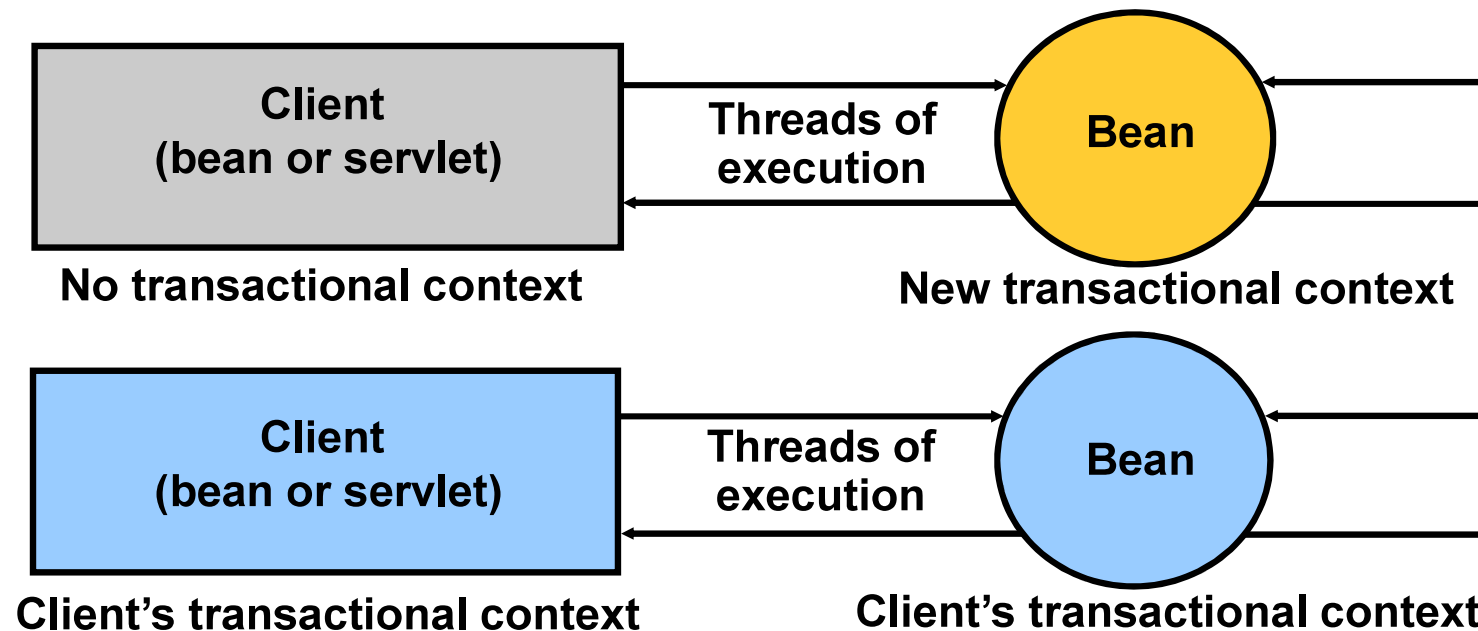 Client
(bean or servlet)
Threads of
execution
Bean
No transactional context
New transactional context
Client
(bean or servlet)
Threads of
execution
Bean
Client’s transactional context
Client’s transactional context